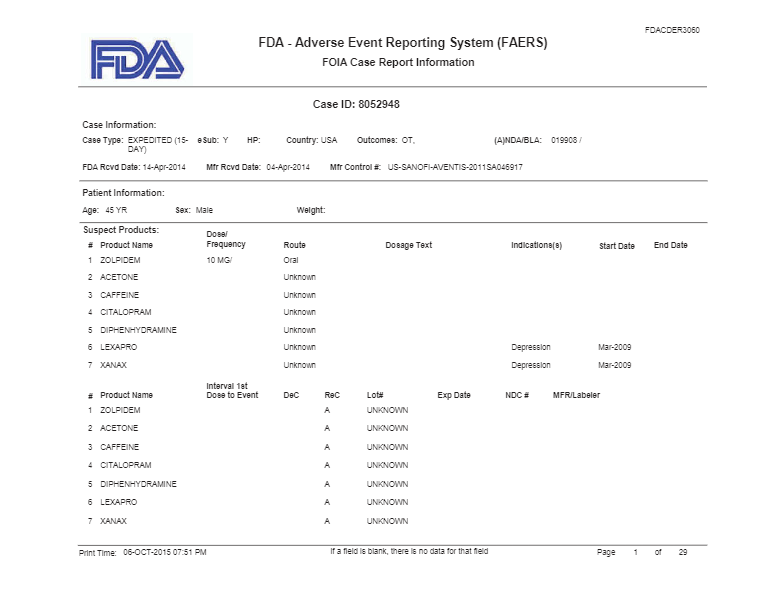 FDACDER3060
FDA
FDA - Adverse Event Reporting System (FAERS)
FOIA Case Report Information
Case ID: 8052948
Case Information:
Case Type: EXPEDITED (15-DAY) eSub: Y HP: Country: USA Outcomes: OT, (A)NDA/BLA: 019908 /
FDA Rcvd Date: 14-Apr-2014 Mfr Rcvd Date: 04-Apr-2014 Mfr Control #: US-SANOFI-AVENTIS-2011SA046917
Patient Information:
Age: 45 YR Sex: Male Weight:
Suspect Products:
# Product Name Dose/Frequency Route Dosage Text Indications(s) Start Date End Date
1 ZOLPIDEM 10 MG/ Oral
2 ACETONE Unknown
3 CAFFEINE Unknown
4 CITALOPRAM Unknown
5 DIPHENHYDRAMINE Unknown
6 LEXAPRO Unknown Depression Mar-2009
7 XANAX Unknown Depression Mar-2009
# Product Name Interval 1st Dose to Event DeC ReC Lot# Exp Date NDC # MFR/Labeler
1 ZOLPIDEM A UNKNOWN
2 ACETONE A UNKNOWN
3 CAFFEINE A UNKNOWN
4 CITALOPRAM A UNKNOWN
5 DIPHENHYDRAMINE A UNKNOWN
6 LEXAPRO A UNKNOWN
7 XANAX A UNKNOWN
Print Time: 06-OCT-2015 07:51 PM If a field is blank, there is no data for that field Page 1 of 29